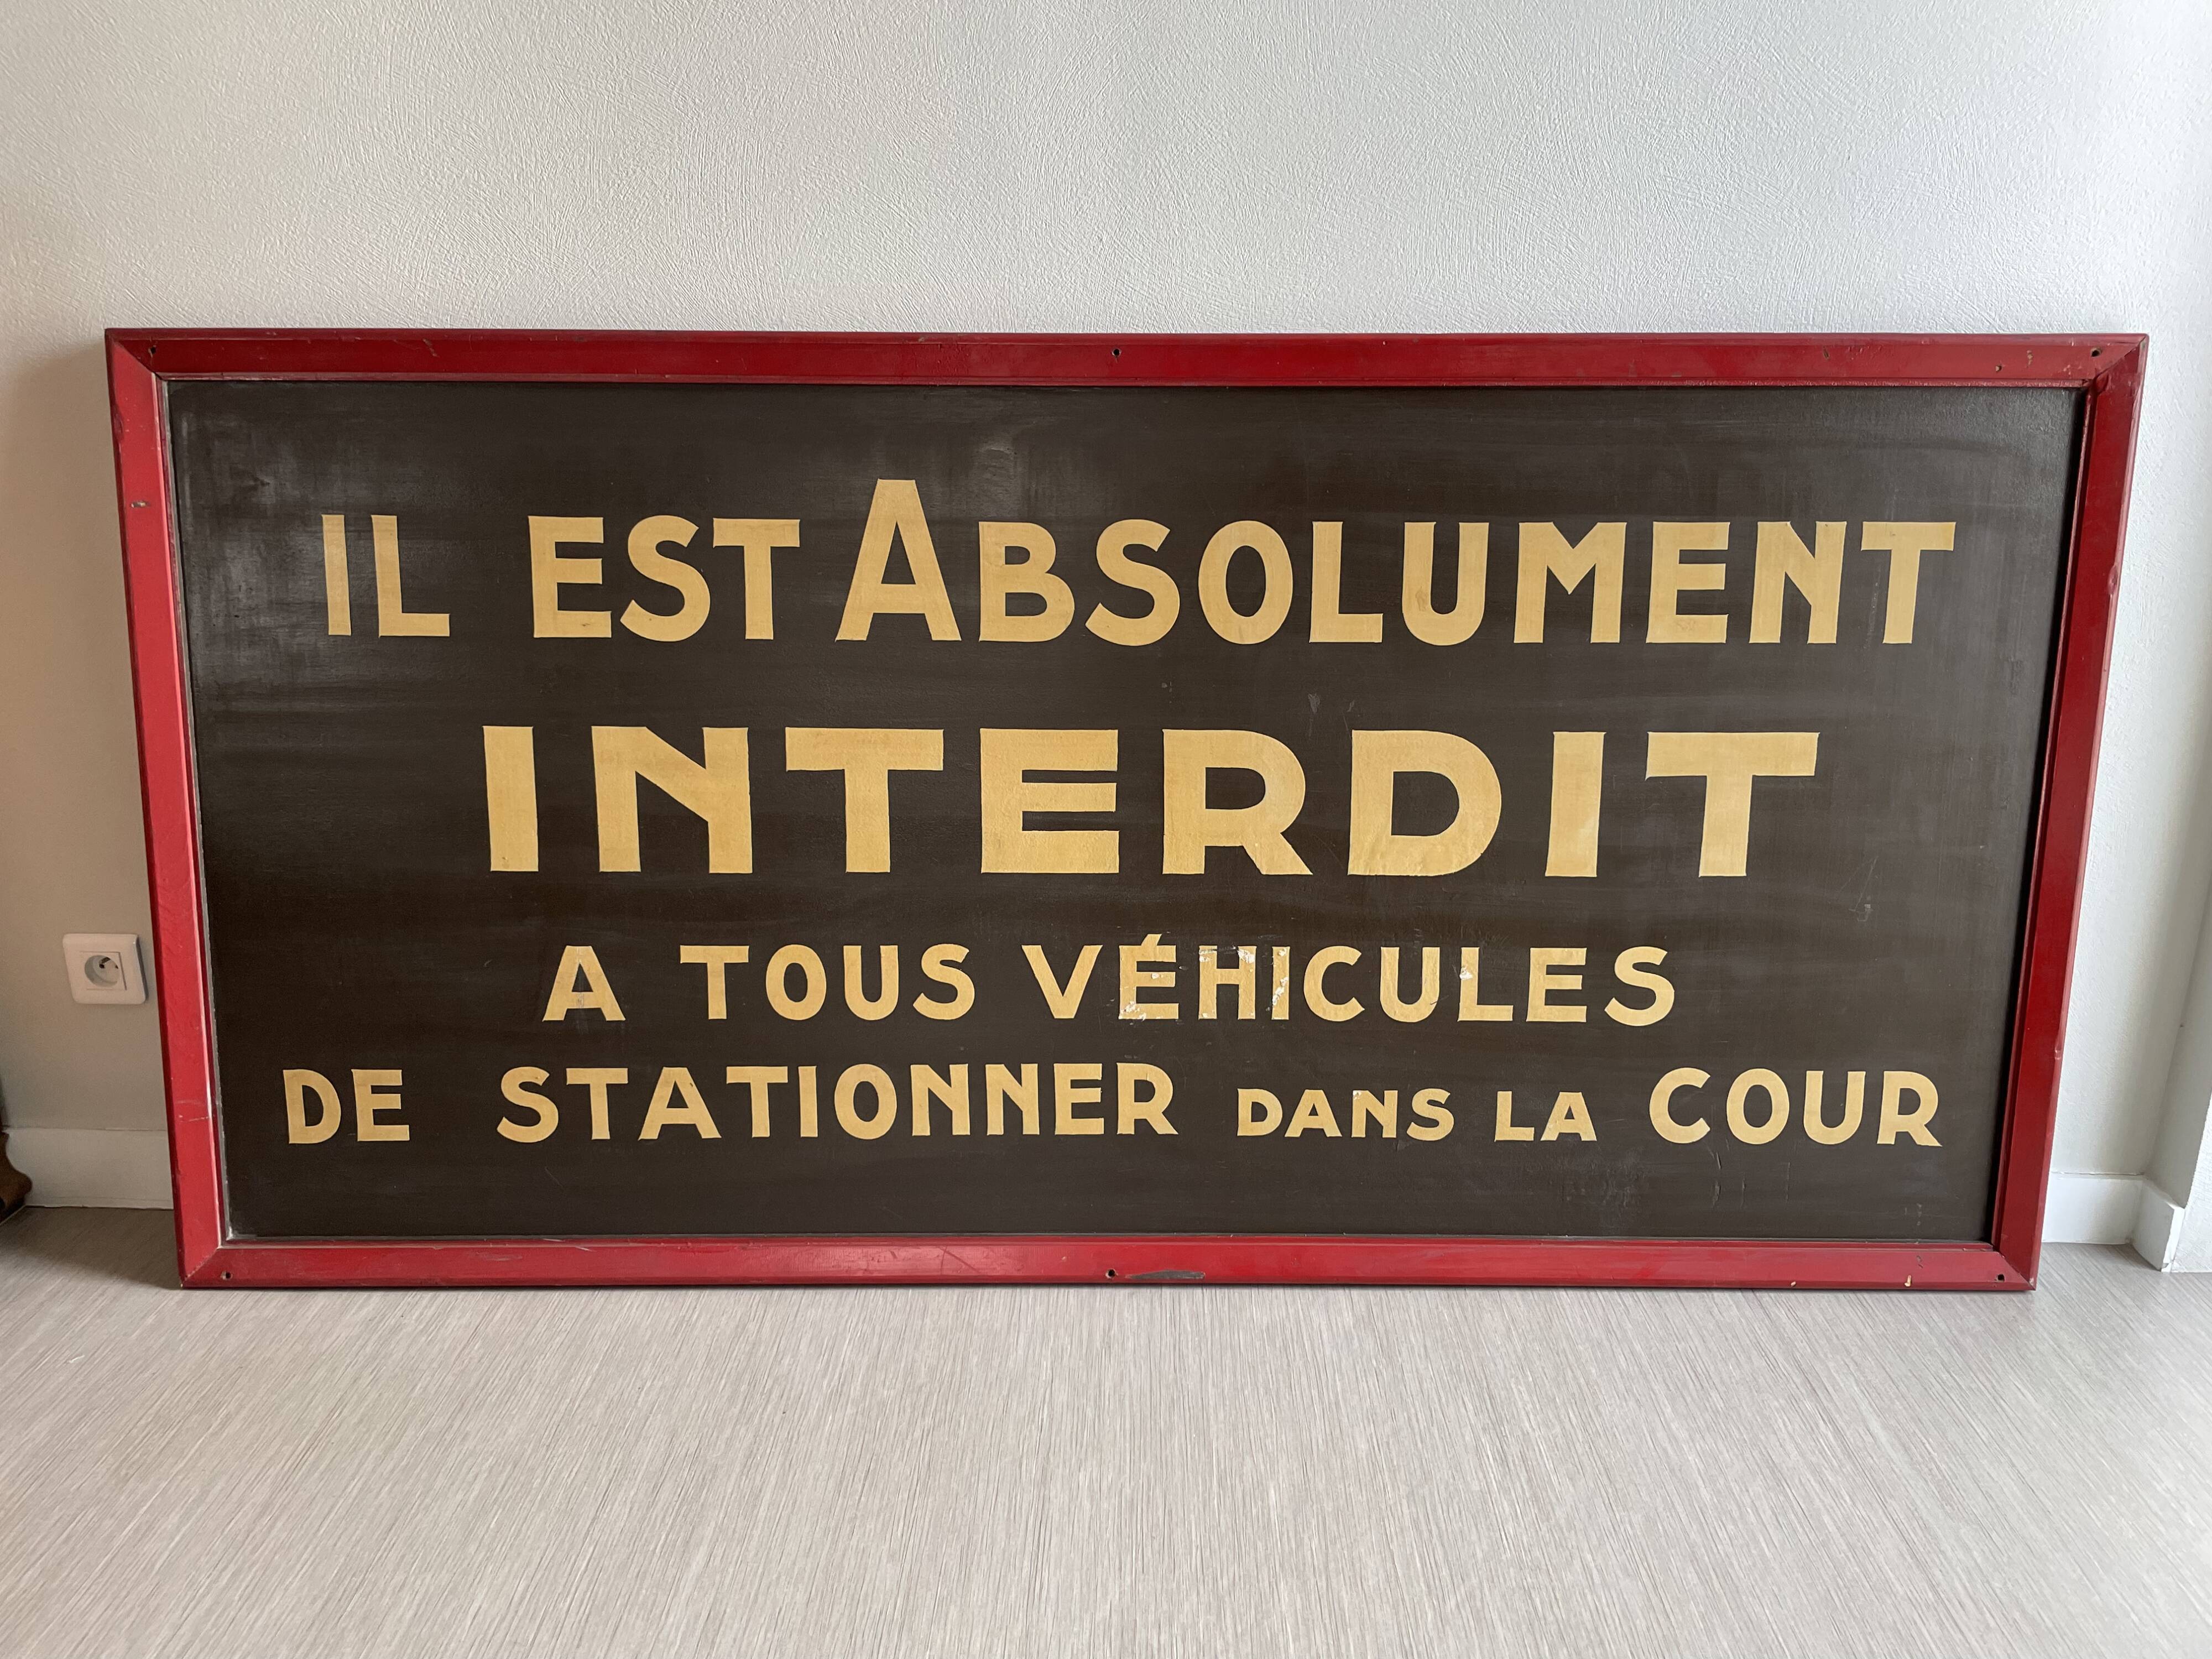 IL EST ABSOLUMENT
INTERDIT
A TOUS VÉHICULES
DE STATIONNER DANS LA COUR